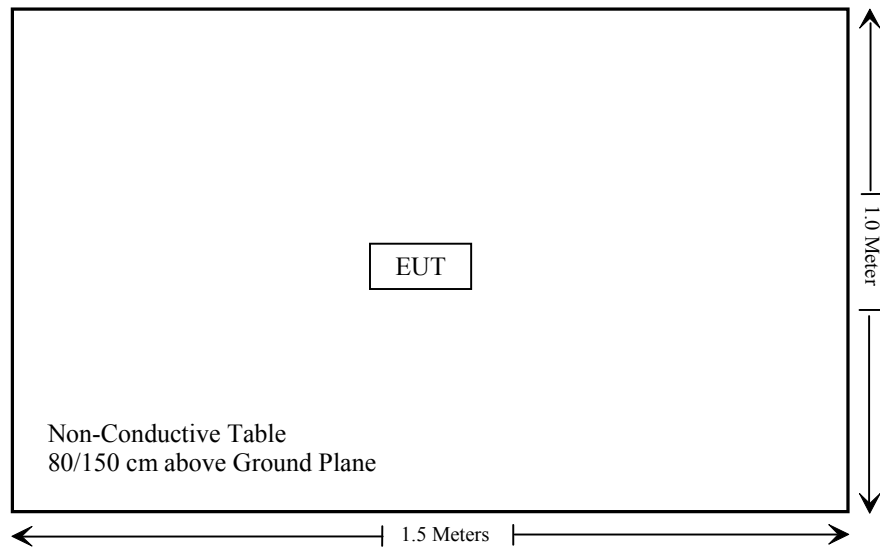 EUT
1.0 Meter
Non-Conductive Table
80/150 cm above Ground Plane
1.5 Meters